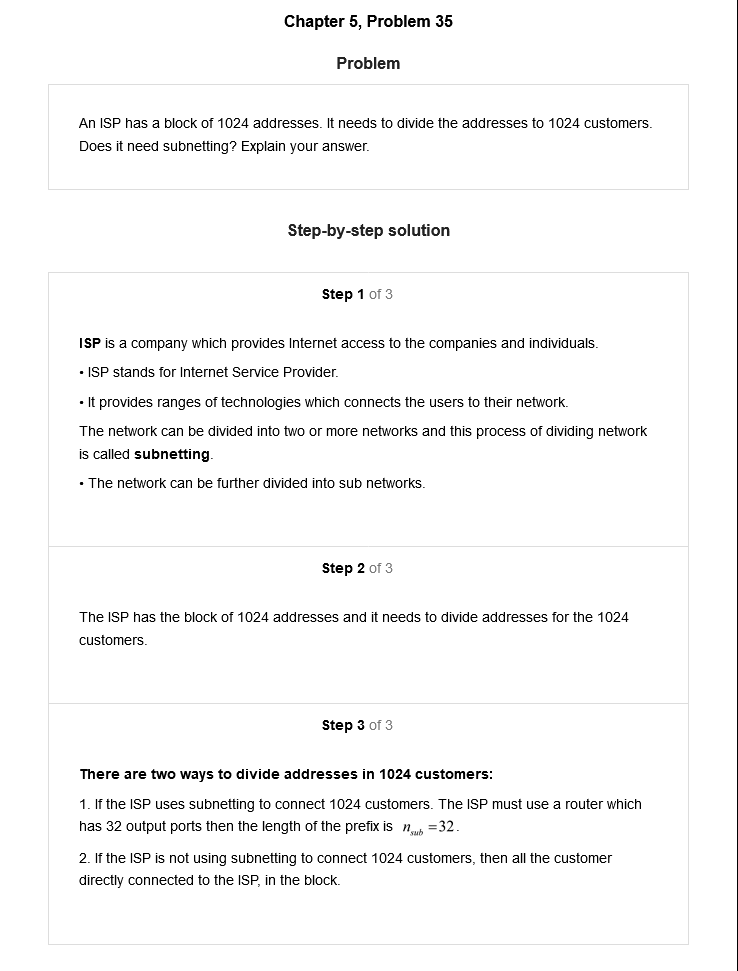 Chapter 5, Problem 35
Problem
An ISP has a block of 1024 addresses. It needs to divide the addresses to 1024 customers.
Does it need subnetting? Explain your answer.
Step-by-step solution
Step 1 of 3
ISP is a company which provides Internet access to the companies and individuals.
• ISP stands for Internet Service Provider.
• It provides ranges of technologies which connects the users to their network.
The network can be divided into two or more networks and this process of dividing network
is called subnetting.
• The network can be further divided into sub networks.
Step 2 of 3
The ISP has the block of 1024 addresses and it needs to divide addresses for the 1024
customers.
Step 3 of 3
There are two ways to divide addresses in 1024 customers:
1. If the ISP uses subnetting to connect 1024 customers. The ISP must use a router which
has 32 output ports then the length of the prefix is n_sub =32.
2. If the ISP is not using subnetting to connect 1024 customers, then all the customer
directly connected to the ISP, in the block.